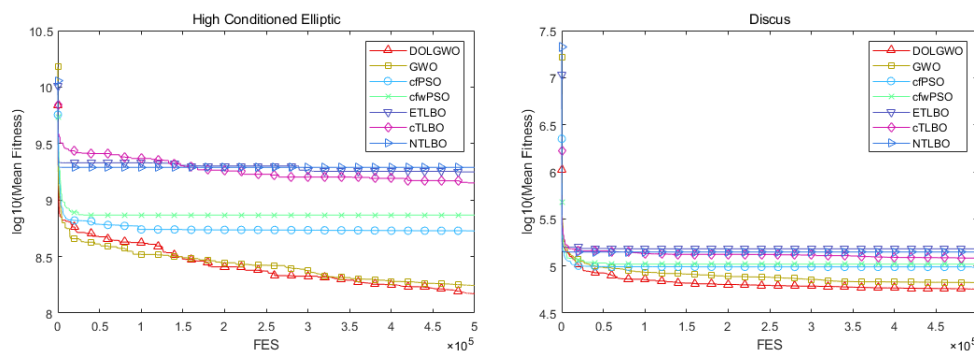 High Conditioned Elliptic
10.5
10
9.5
9
8.5
8
log10(Mean Fitness)
0
0.5
1
1.5
2
2.5
3
3.5
4
4.5
5
FES
×10^5
DOLGWO
GWO
cfPSO
cfwPSO
ETLBO
cTLBO
NTLBO
Discus
7.5
7
6.5
6
5.5
5
4.5
log10(Mean Fitness)
0
0.5
1
1.5
2
2.5
3
3.5
4
4.5
5
FES
×10^5
DOLGWO
GWO
cfPSO
cfwPSO
ETLBO
cTLBO
NTLBO